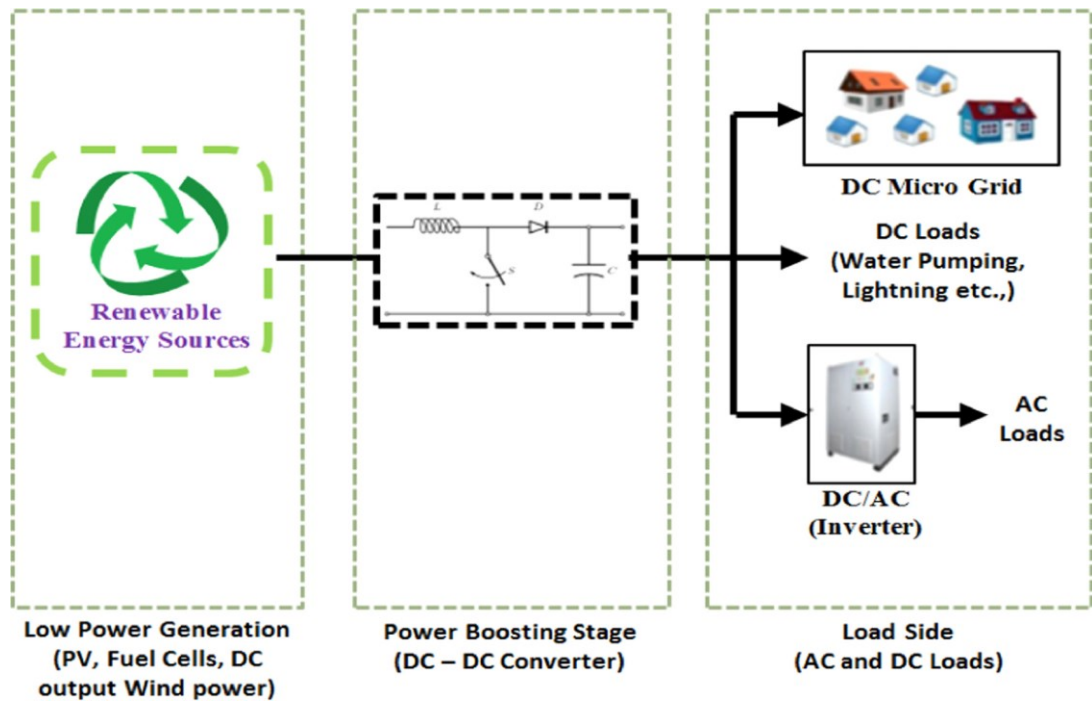 Renewable
Energy Sources
L
D
S
C
DC Micro Grid
DC Loads
(Water Pumping,
Lightning etc.,)
AC
Loads
DC/AC
(Inverter)
Low Power Generation
(PV, Fuel Cells, DC
output Wind power)
Power Boosting Stage
(DC – DC Converter)
Load Side
(AC and DC Loads)